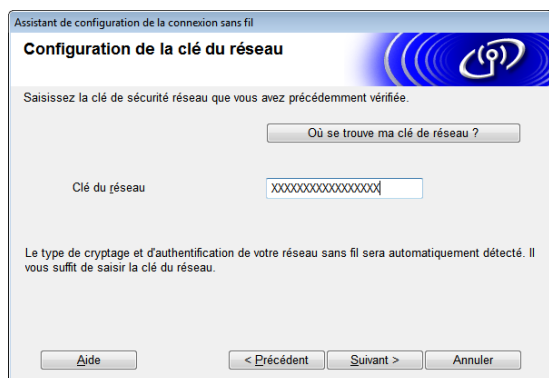 Assistant de configuration de la connexion sans fil
Configuration de la clé du réseau
Saisissez la clé de sécurité réseau que vous avez précédemment vérifiée.
Où se trouve ma clé de réseau ?
Clé du réseau
XXXXXXXXXXXXXXXXX
Le type de cryptage et d'authentification de votre réseau sans fil sera automatiquement détecté. Il
vous suffit de saisir la clé du réseau.
Aide
< Précédent
Suivant >
Annuler